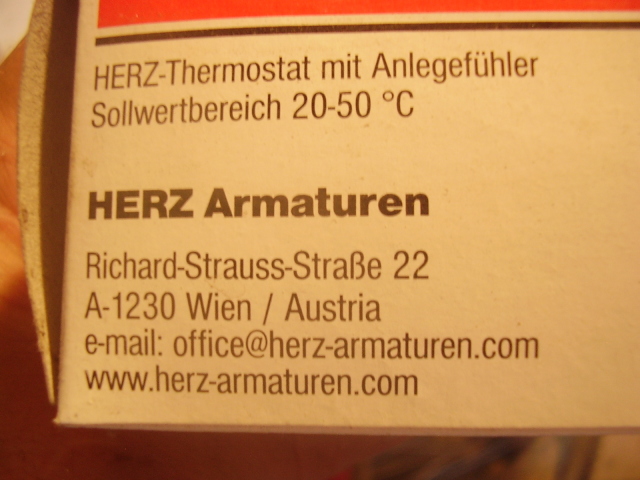 HERZ-Thermostat mit Anlegefühler
Sollwertbereich 20-50 °C
HERZ Armaturen
Richard-Strauss-Straße 22
A-1230 Wien / Austria
e-mail: office@herz-armaturen.com
www.herz-armaturen.com